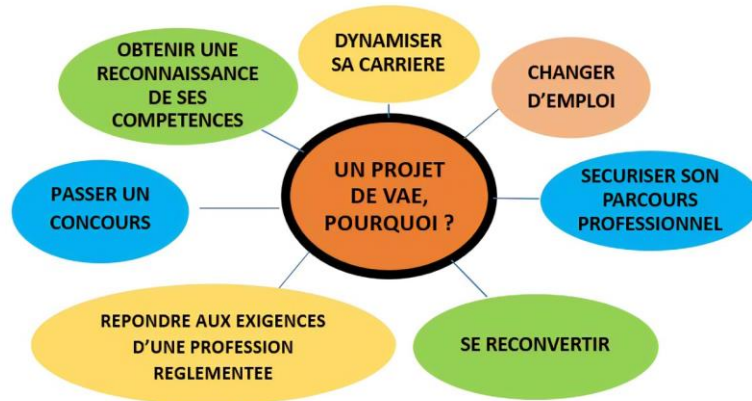 OBTENIR UNE
RECONNAISSANCE
DE SES
COMPETENCES
DYNAMISER
SA CARRIERE
CHANGER
D'EMPLOI
PASSER UN
CONCOURS
UN PROJET
DE VAE,
POURQUOI ?
SECURISER SON
PARCOURS
PROFESSIONNEL
REPONDRE AUX EXIGENCES
D'UNE PROFESSION
REGLEMENTEE
SE RECONVERTIR